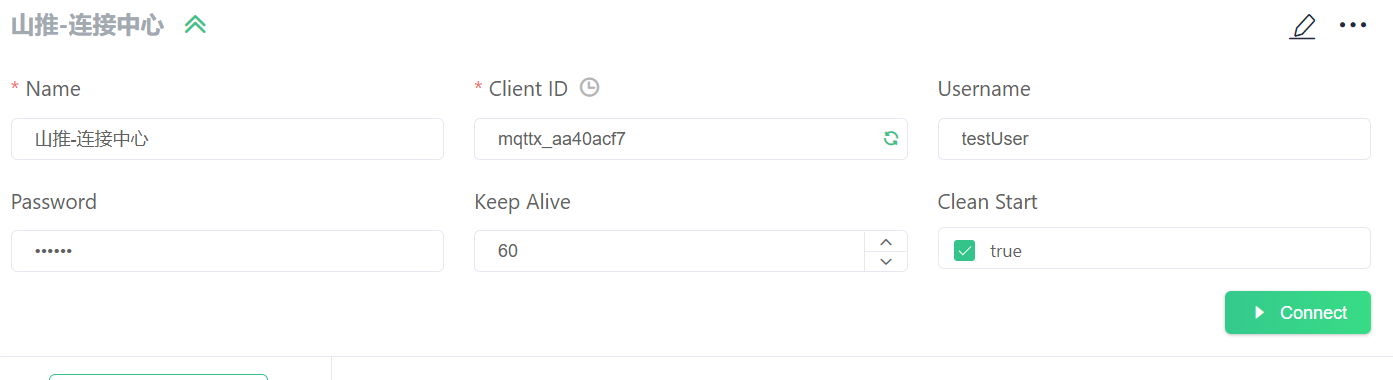 山推-连接中心
* Name
* Client ID
Username
山推-连接中心
mqttx_aa40acf7
testUser
Password
Keep Alive
Clean Start
••••••
60
true
Connect